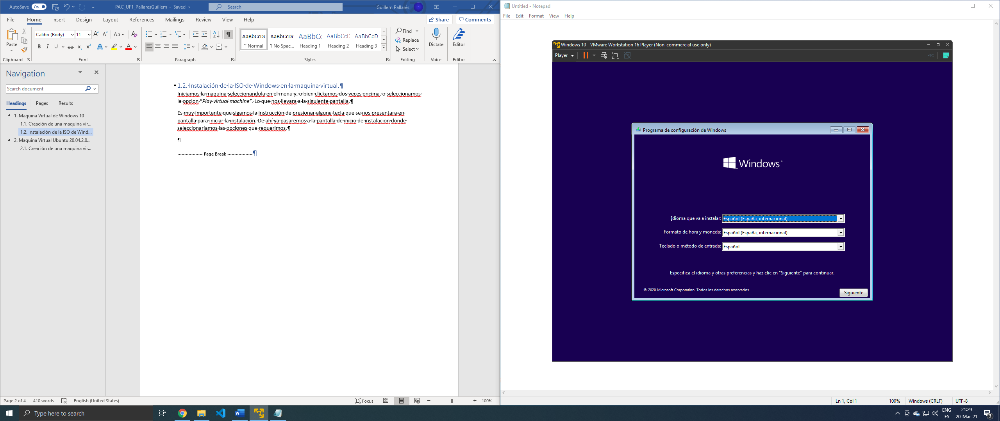 AutoSave On PAC_UF1_PallaresGuillem - Saved Search Guillem Pallarés
File Home Insert Design Layout References Mailings Review View Help Share Comments
Paste
Clipboard
Calibri (Body) 11
Font
Paragraph
AaBbCcDc AaBbCcDc AaBbCc AaBbCcD AaBbCcD
¶ Normal ¶ No Spac... Heading 1 Heading 2 Heading 3
Styles
Find
Replace
Select
Editing
Dictate
Voice
Editor
Editor
Navigation
Search document
Headings Pages Results
1. Maquina Virtual de Windows 10
1.1. Creación de una maquina vir...
1.2. Instalación de la ISO de Wind...
2. Maquina Virtual Ubuntu 20.04.2.0...
2.1. Creación de una maquina vir...
1.2.·Instalación·de·la·ISO·de·Windows·en·la·maquina·virtual.¶
Iniciamos·la·maquina·seleccionandola·en·el·menu·y,·o·bien·clickamos·dos·veces·encima,·o·seleccionamos·
la·opcion·“Play·virtual·machine”.·Lo·que·nos·llevara·a·la·siguiente·pantalla.¶
Es·muy·importante·que·sigamos·la·instrucción·de·presionar·alguna·tecla·que·se·nos·presentara·en·
pantalla·para·iniciar·la·instalación.·De·ahí·ya·pasaremos·a·la·pantalla·de·inicio·de·instalacion·donde·
seleccionariamos·las·opciones·que·requerimos.¶
¶
Page Break ¶
Page 2 of 4 410 words English (United States) Focus 100%
Untitled - Notepad
File Edit Format View Help
Windows 10 - VMware Workstation 16 Player (Non-commercial use only)
Player
Programa de configuración de Windows
Windows
Idioma que va a instalar: Español (España, internacional)
Formato de hora y moneda: Español (España, internacional)
Teclado o método de entrada: Español
Especifica el idioma y otras preferencias y haz clic en "Siguiente" para continuar.
© 2020 Microsoft Corporation. Todos los derechos reservados.
Siguiente
Ln 1, Col 1 100% Windows (CRLF) UTF-8
Type here to search
ENG
ES
21:29
20-Mar-21
3